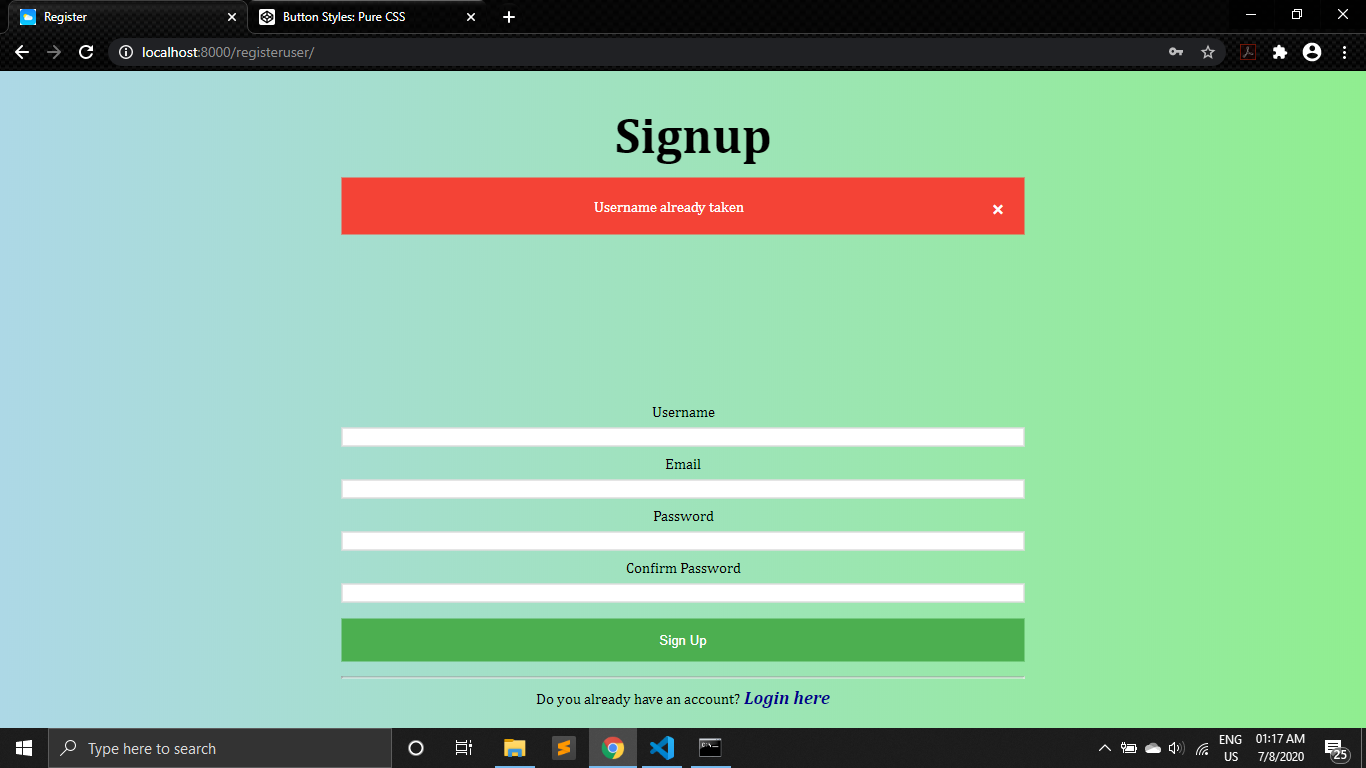 Register
Button Styles: Pure CSS
localhost:8000/registeruser/
Signup
Username already taken
Username
Email
Password
Confirm Password
Sign Up
Do you already have an account? Login here
Type here to search
ENG
US
01:17 AM
7/8/2020
25